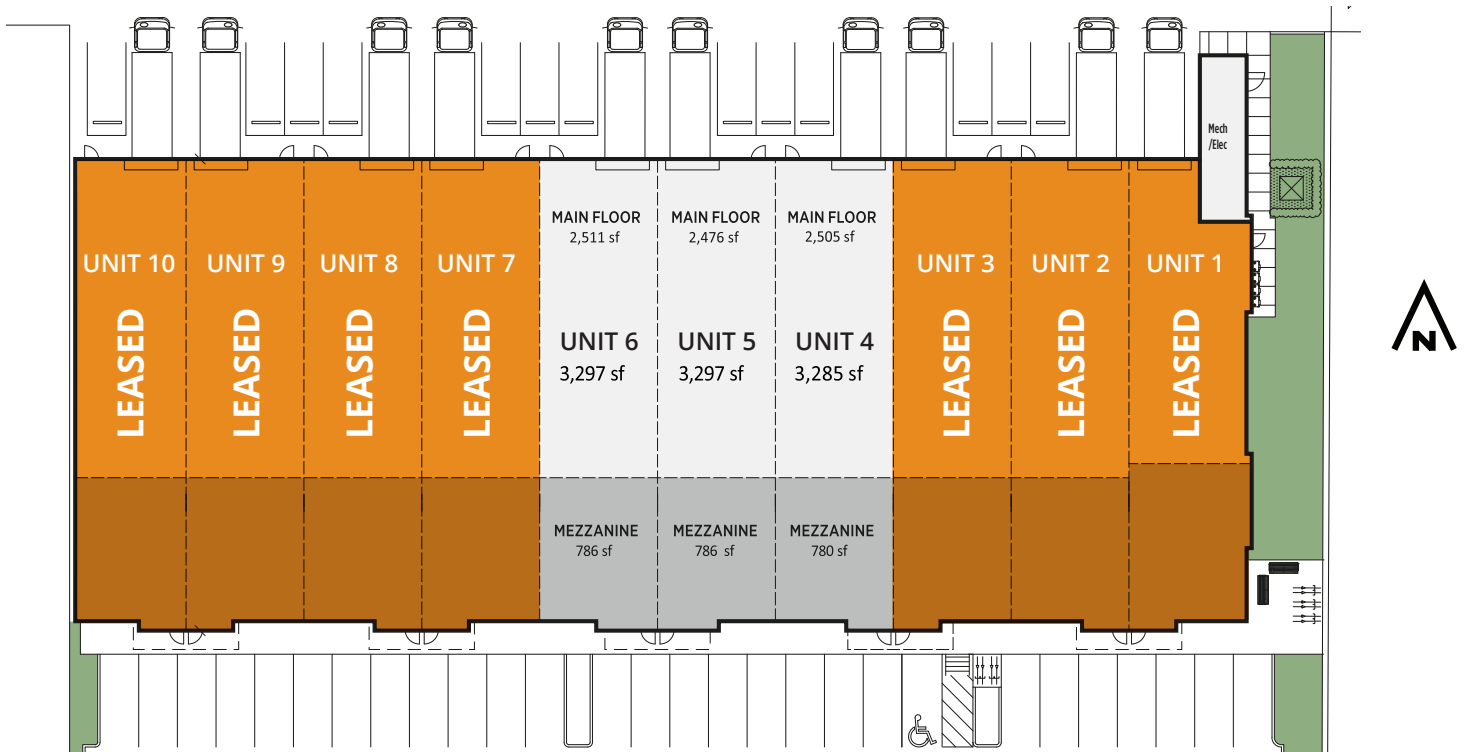 Mech
/Elec
MAIN FLOOR
2,511 sf
MAIN FLOOR
2,476 sf
MAIN FLOOR
2,505 sf
UNIT 10
UNIT 9
UNIT 8
UNIT 7
UNIT 3
UNIT 2
UNIT 1
LEASED
LEASED
LEASED
LEASED
UNIT 6
3,297 sf
UNIT 5
3,297 sf
UNIT 4
3,285 sf
LEASED
LEASED
LEASED
N
MEZZANINE
786 sf
MEZZANINE
786 sf
MEZZANINE
780 sf